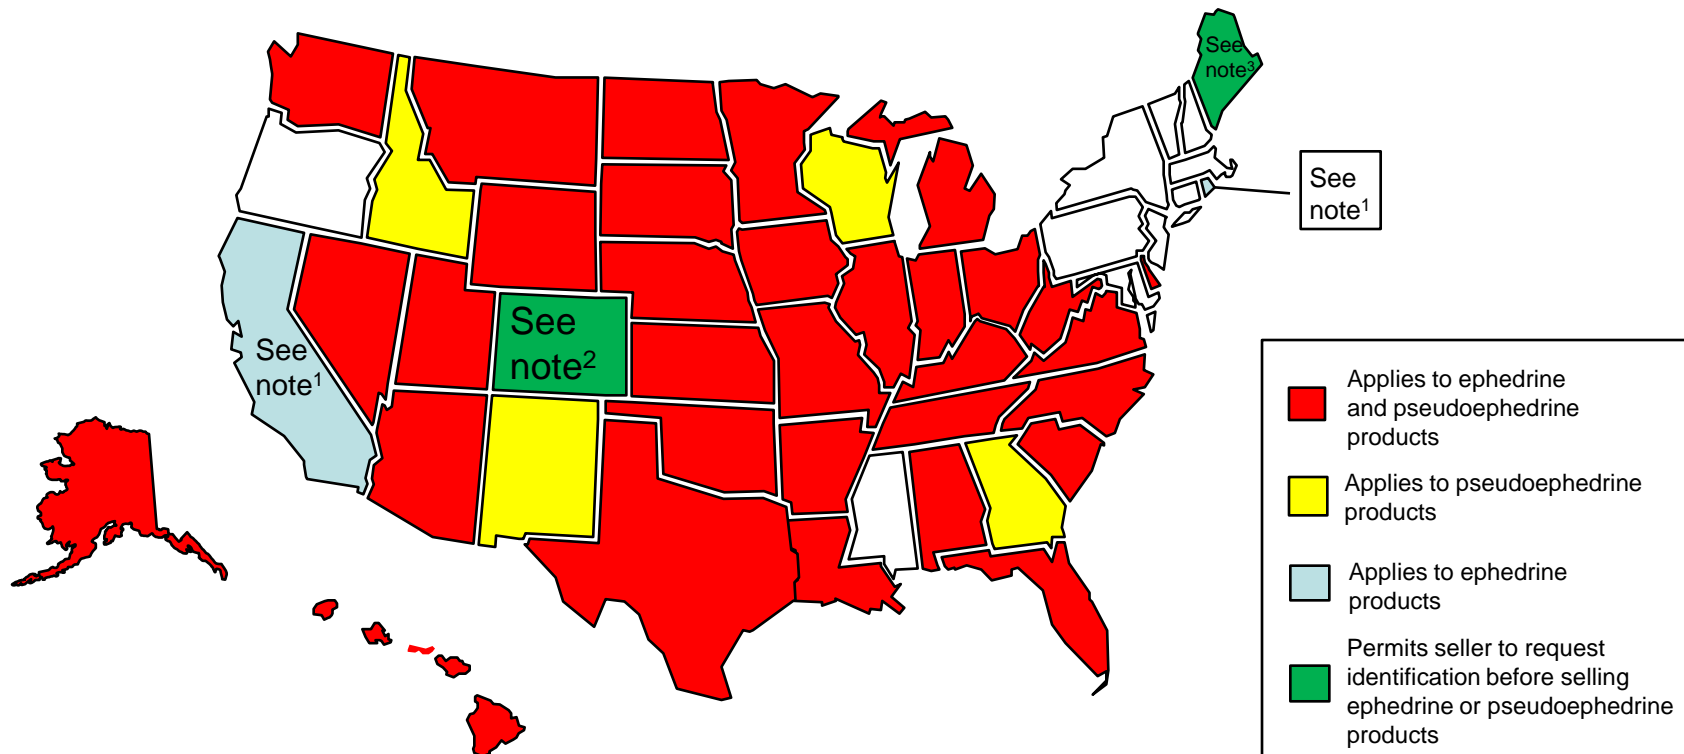 See
note³
See
note¹
See
note²
See
note¹
Applies to ephedrine
and pseudoephedrine
products
Applies to pseudoephedrine
products
Applies to ephedrine
products
Permits seller to request
identification before selling
ephedrine or pseudoephedrine
products